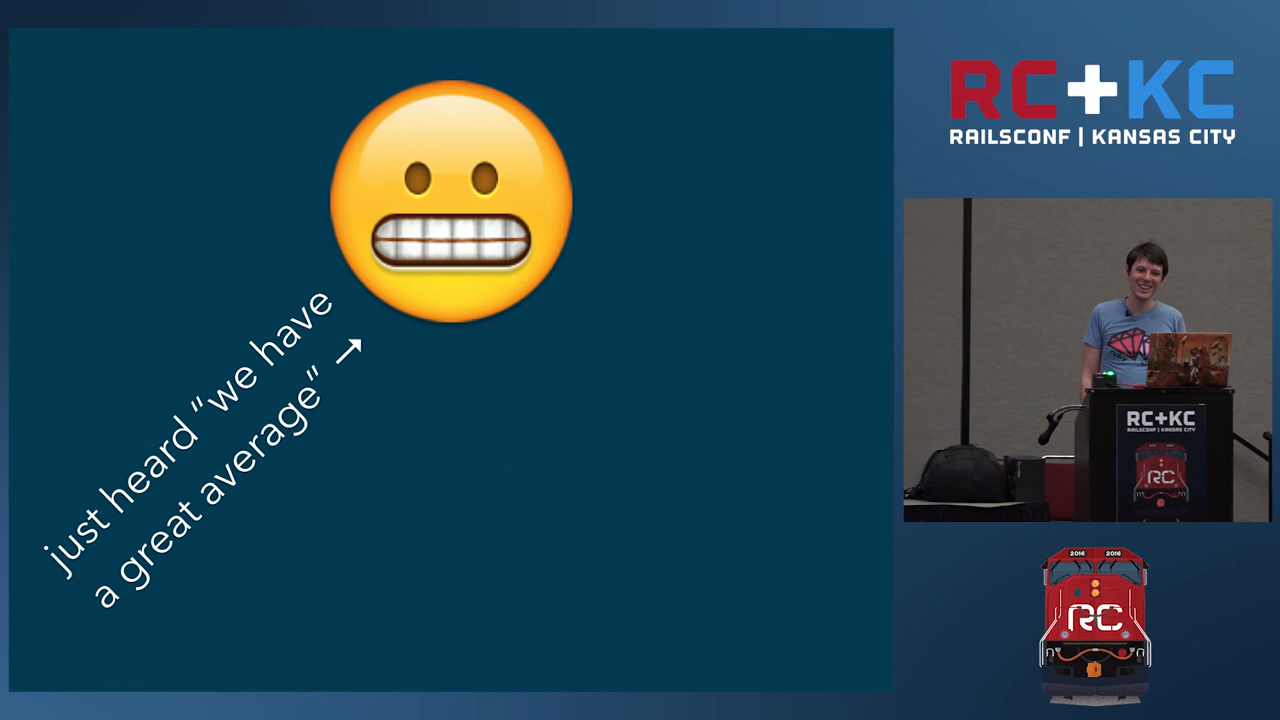 just heard “we have
a great average” →
RC+KC
RAILSCONF | KANSAS CITY
ruby
RC+KC
RAILSCONF | KANSAS CITY
RC
2016 2016
RC